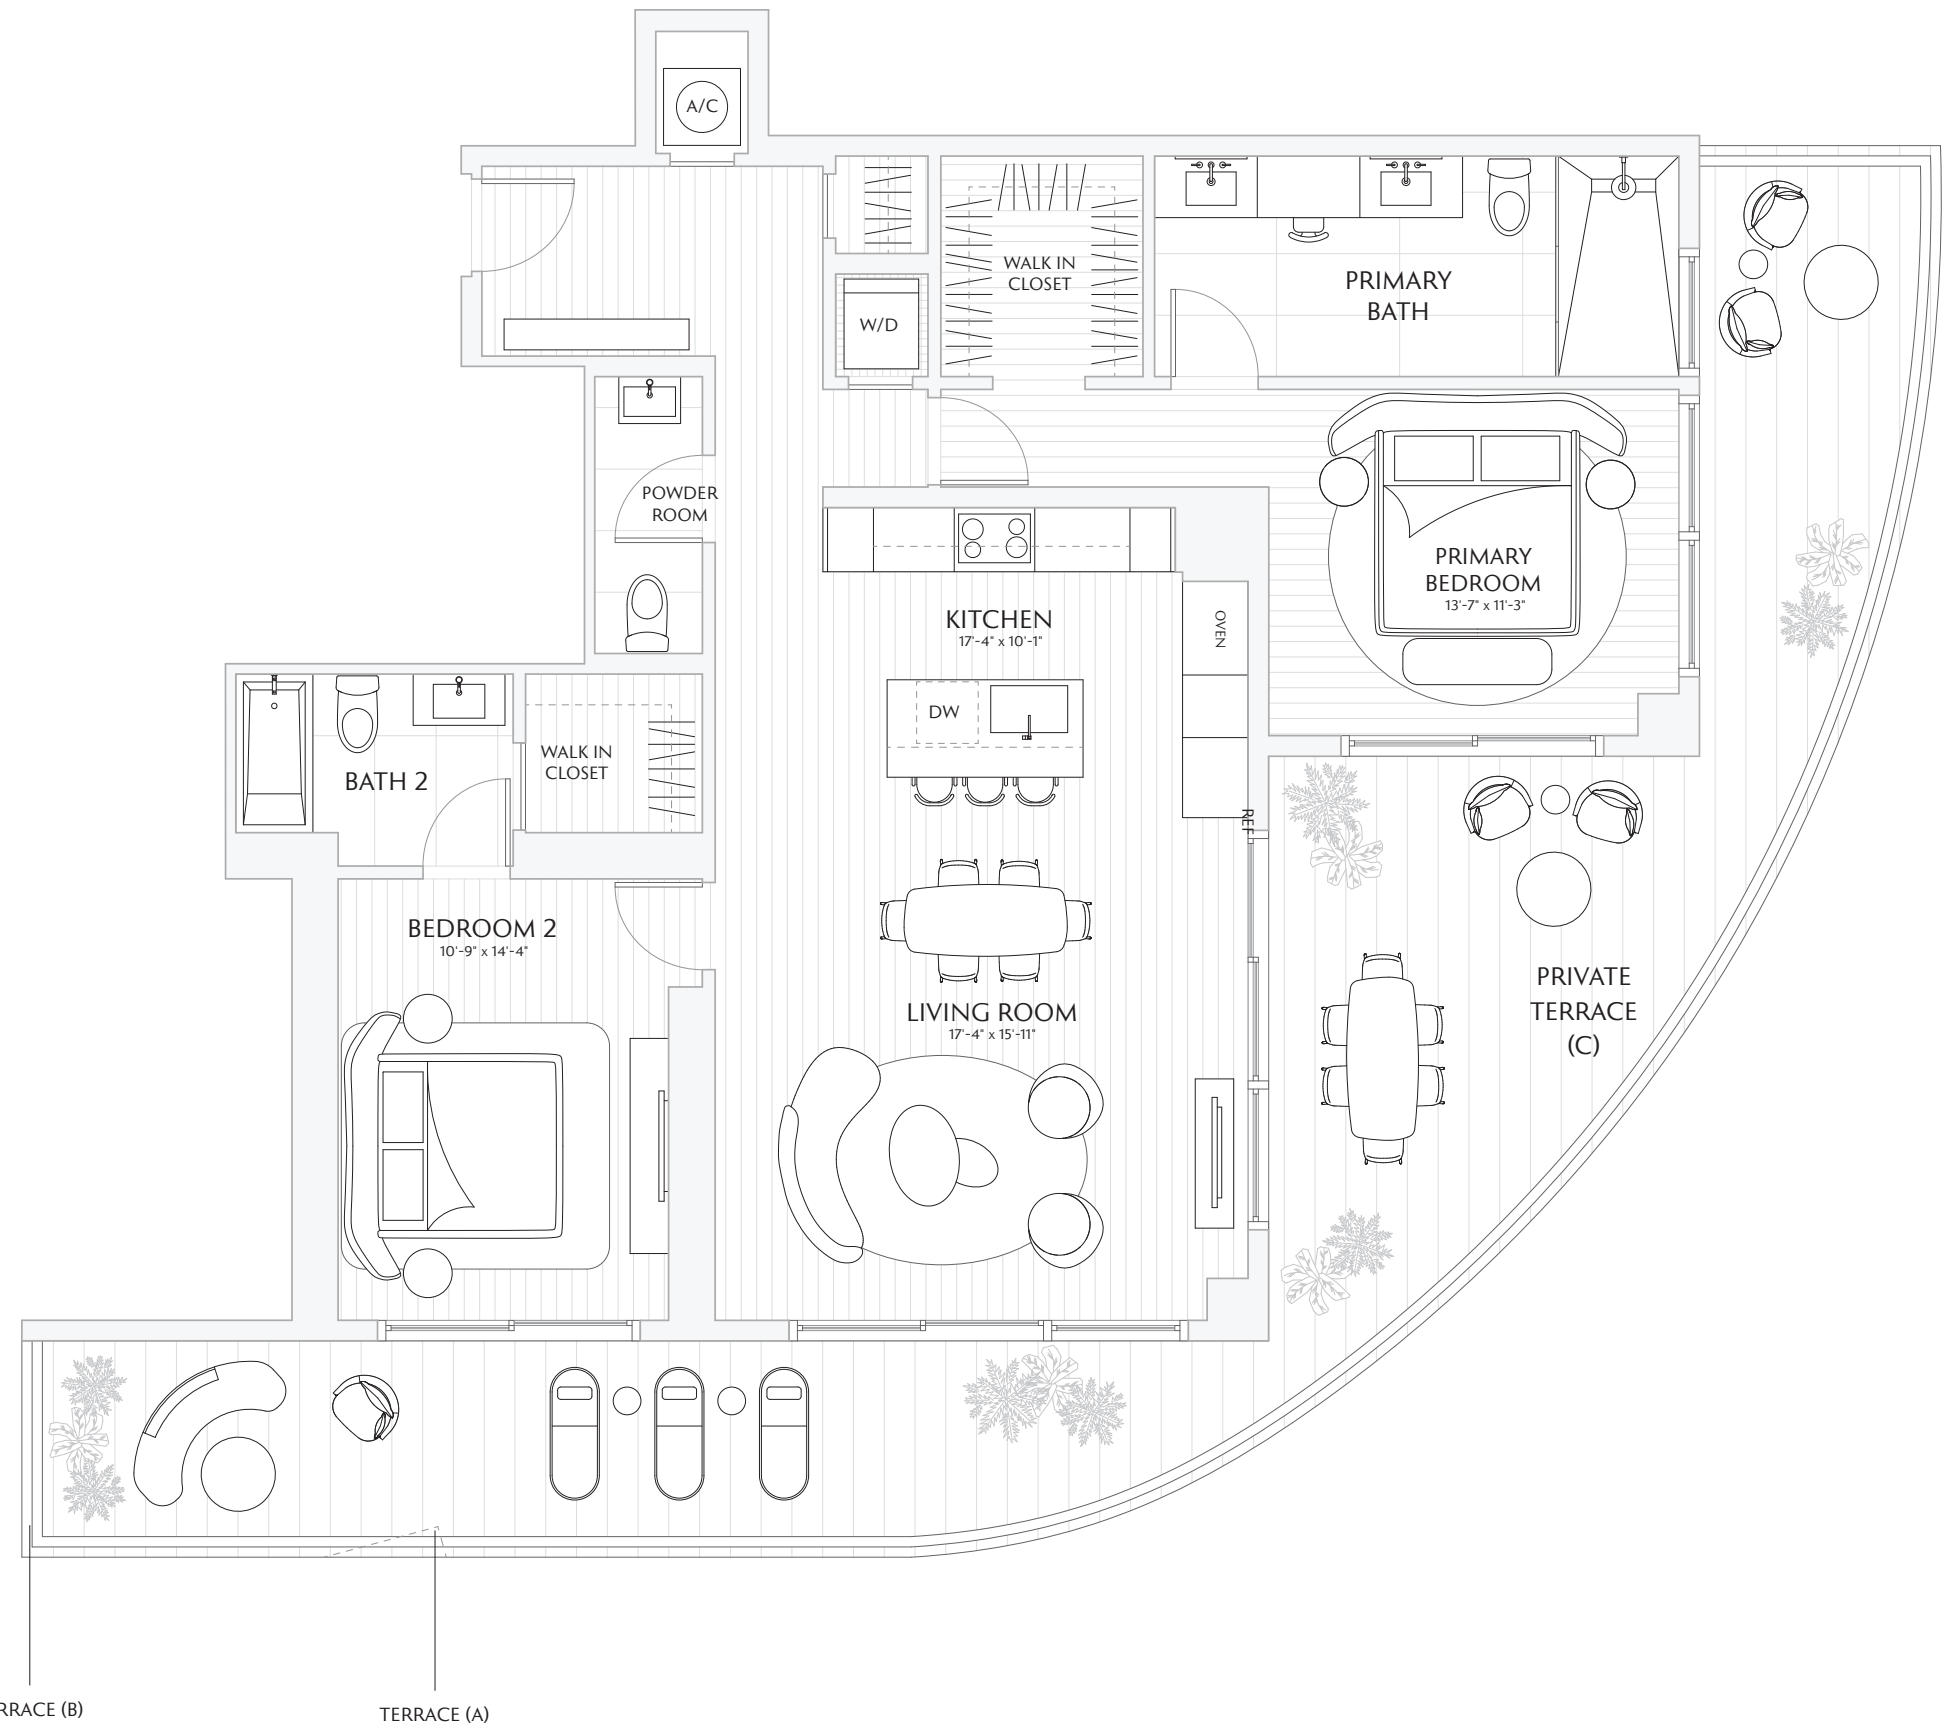 A/C
WALK IN
CLOSET
W/D
PRIMARY
BATH
POWDER
ROOM
PRIMARY
BEDROOM
13'-7" x 11'-3"
KITCHEN
17'-4" x 10'-1"
OVEN
DW
WALK IN
CLOSET
BATH 2
REF
BEDROOM 2
10'-9" x 14'-4"
LIVING ROOM
17'-4" x 15'-11"
PRIVATE
TERRACE
(C)
RRACE (B)
TERRACE (A)